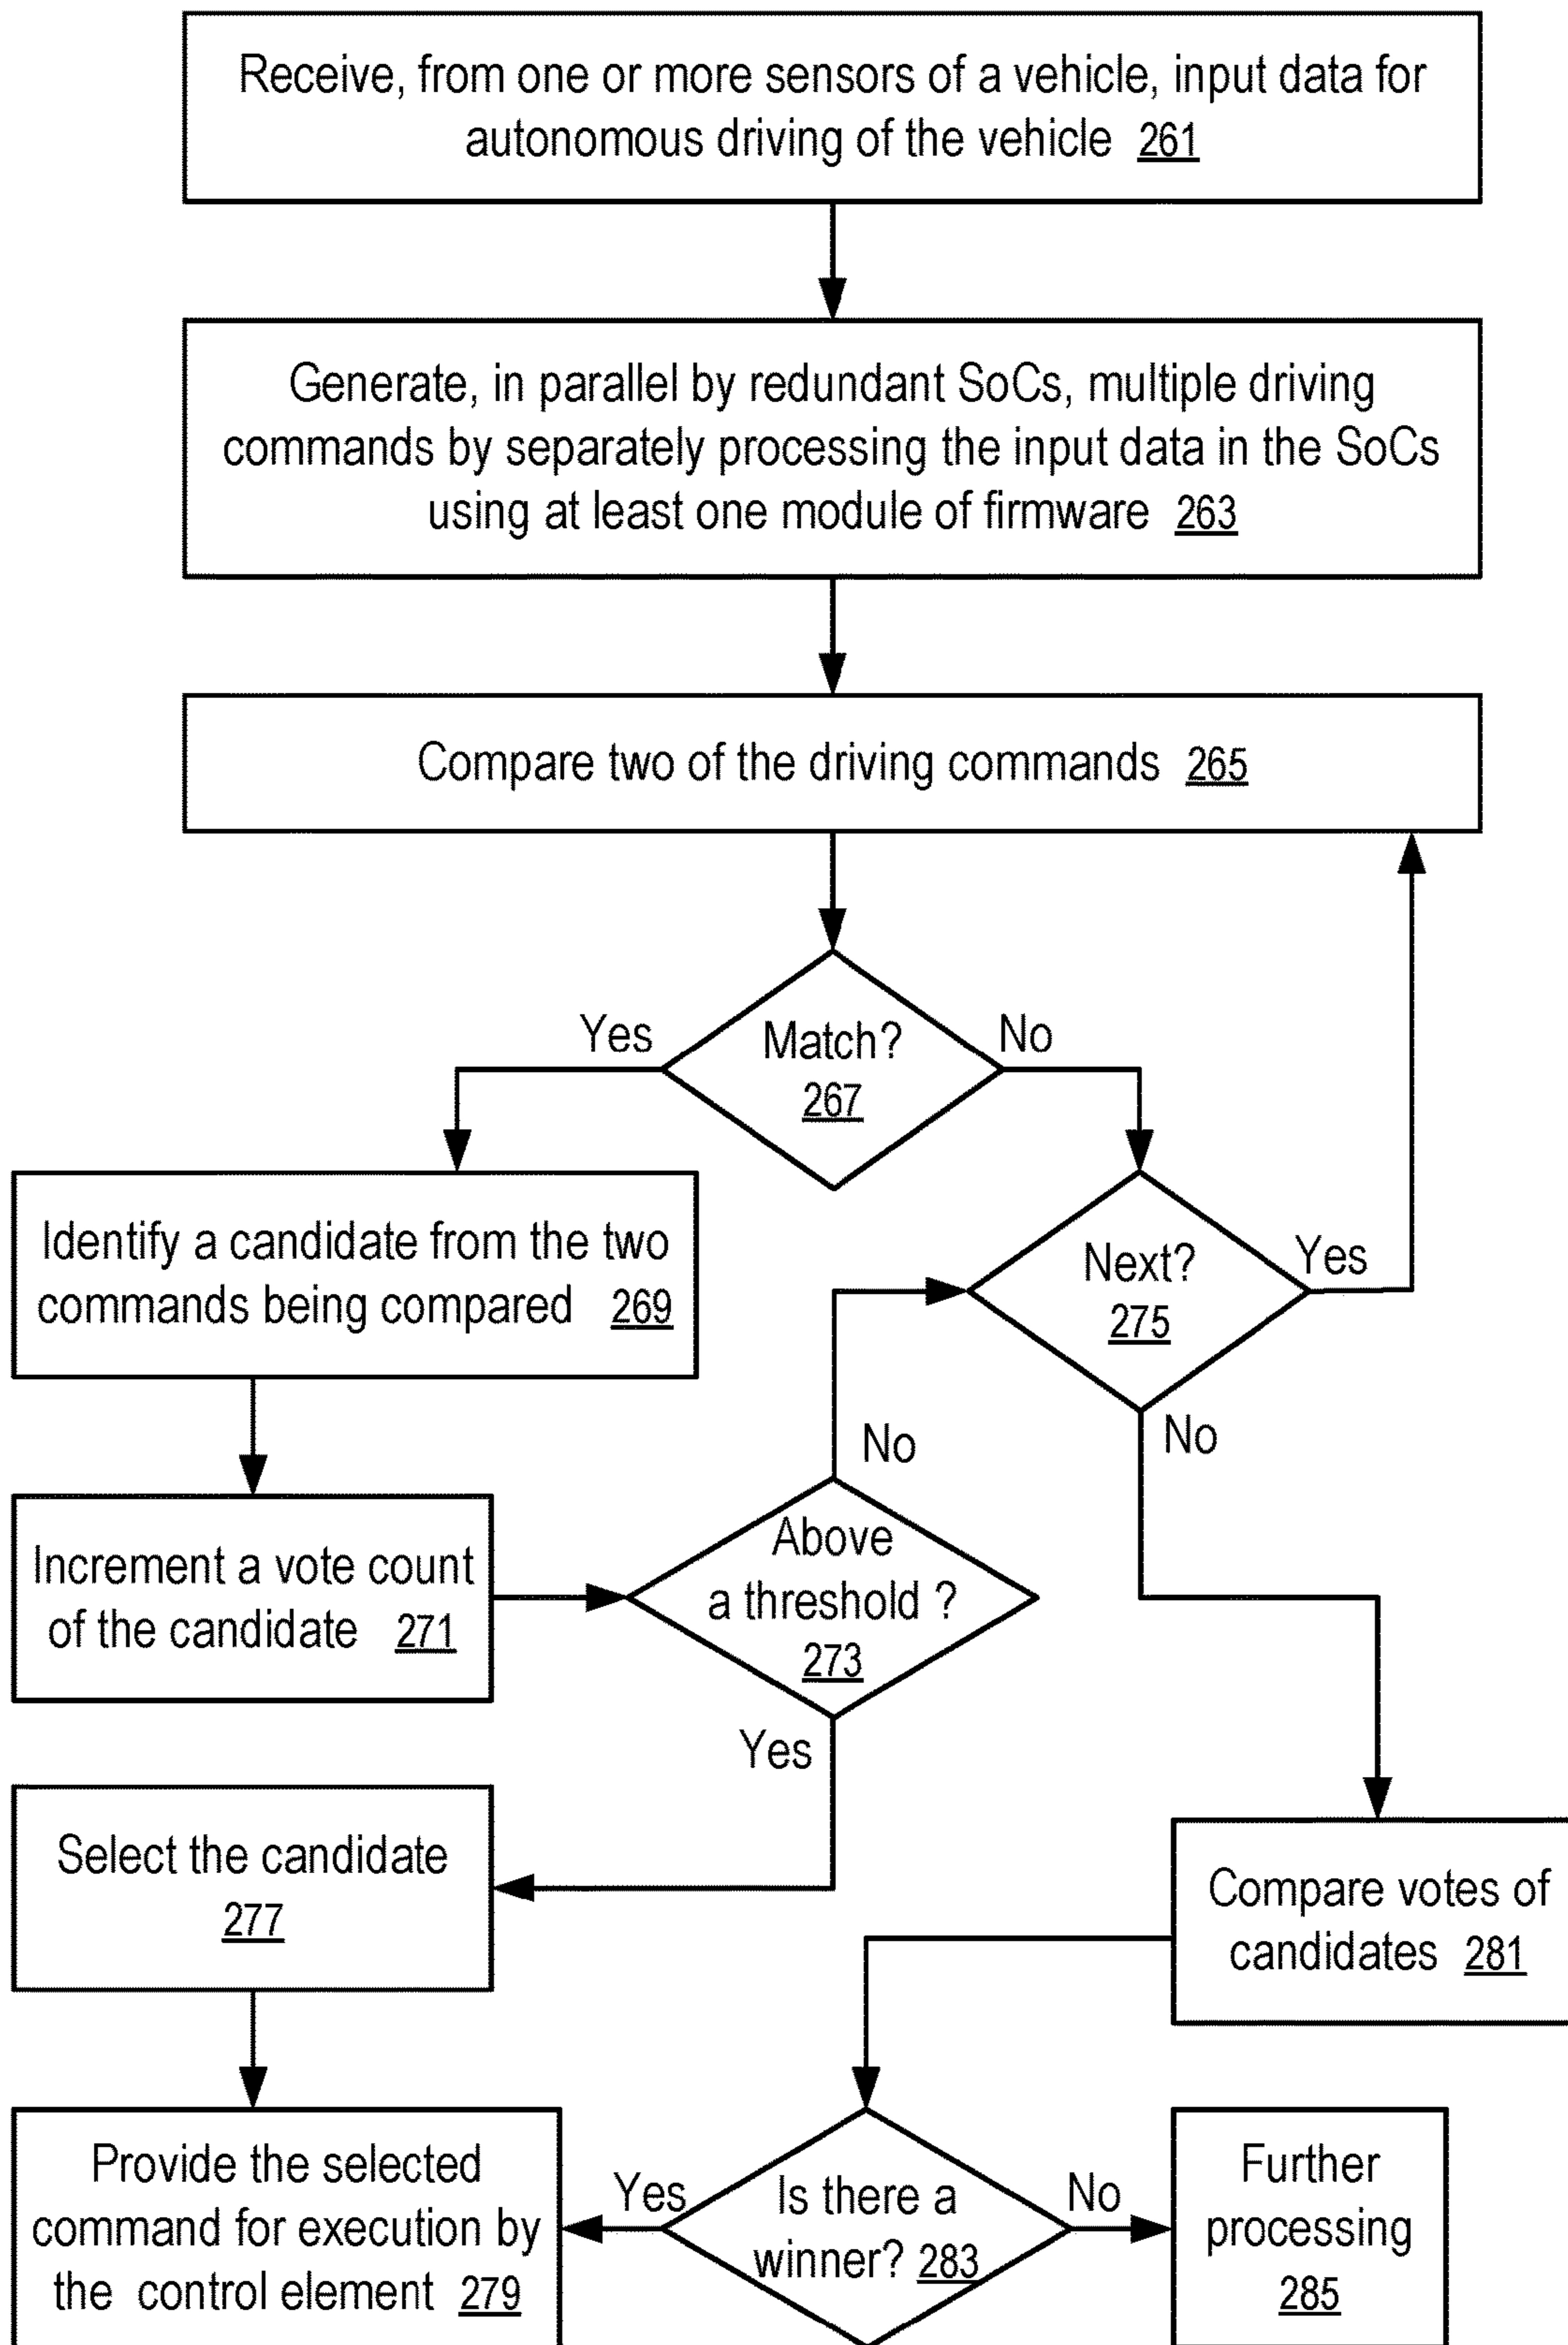 Receive, from one or more sensors of a vehicle, input data for
autonomous driving of the vehicle 261
Generate, in parallel by redundant SoCs, multiple driving
commands by separately processing the input data in the SoCs
using at least one module of firmware 263
Compare two of the driving commands 265
Yes
Match?
267
No
Identify a candidate from the two
commands being compared 269
Next?
275
Yes
No
No
Increment a vote count
of the candidate 271
Above
a threshold ?
273
Yes
Select the candidate
277
Compare votes of
candidates 281
Provide the selected
command for execution by
the control element 279
Yes
Is there a
winner? 283
No
Further
processing
285